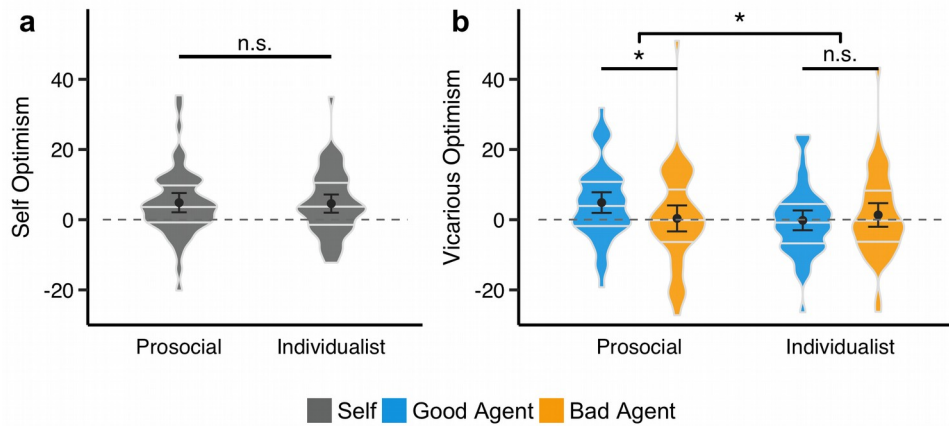 a
n.s.
Self Optimism
40
20
0
-20
Prosocial Individualist
b
*
* n.s.
Vicarious Optimism
40
20
0
-20
Prosocial Individualist
Self Good Agent Bad Agent